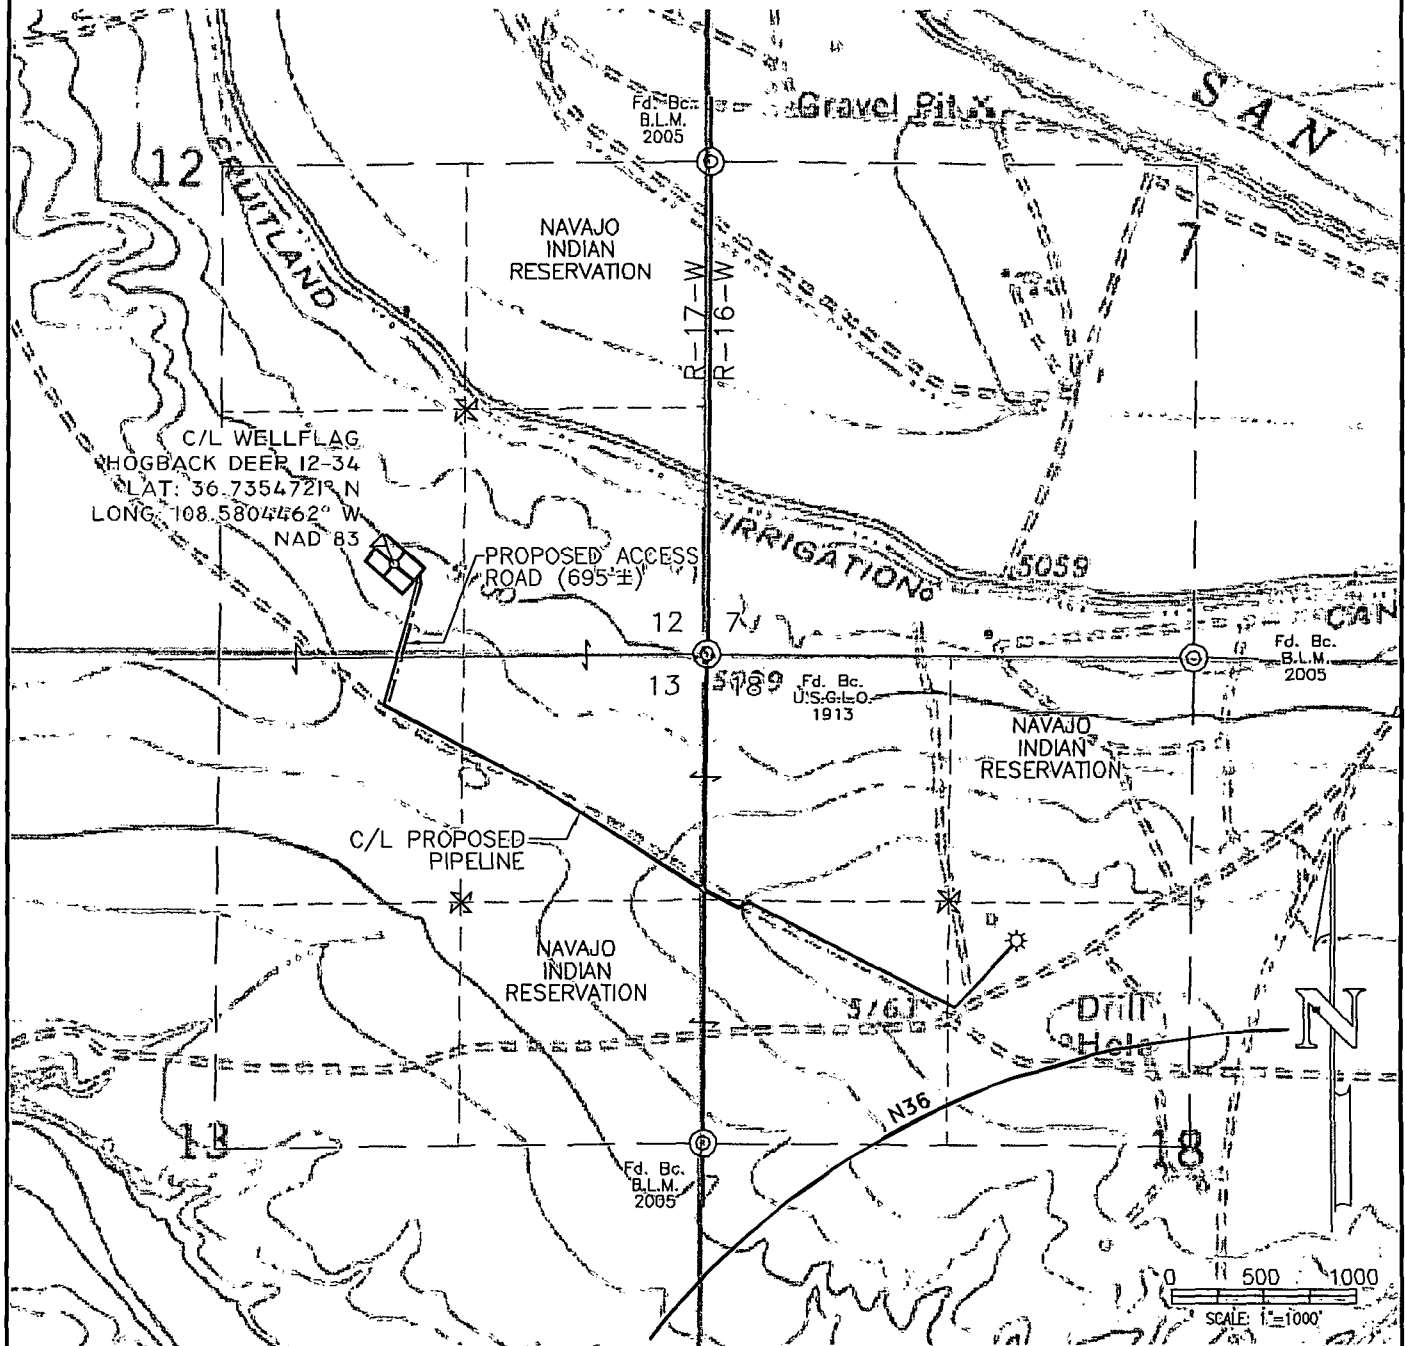 SAN
Gravel Pit
Fd. Bc.
B.L.M.
2005
12
FRUITLAND
7
NAVAJO
INDIAN
RESERVATION
R-17-W
R-16-W
C/L WELLFLAG
HOGBACK DEEP 12-34
LAT: 36.7354721° N
LONG: 108.5804462° W
NAD 83
PROPOSED ACCESS
ROAD (695'±)
IRRIGATION
5059
CAN
12
7
13
18
Fd. Bc.
U.S.G.L.O.
1913
Fd. Bc.
B.L.M.
2005
NAVAJO
INDIAN
RESERVATION
C/L PROPOSED
PIPELINE
NAVAJO
INDIAN
RESERVATION
Drill
Hole
N
N36
13
18
Fd. Bc.
B.L.M.
2005
0 500 1000
SCALE: 1"=1000'